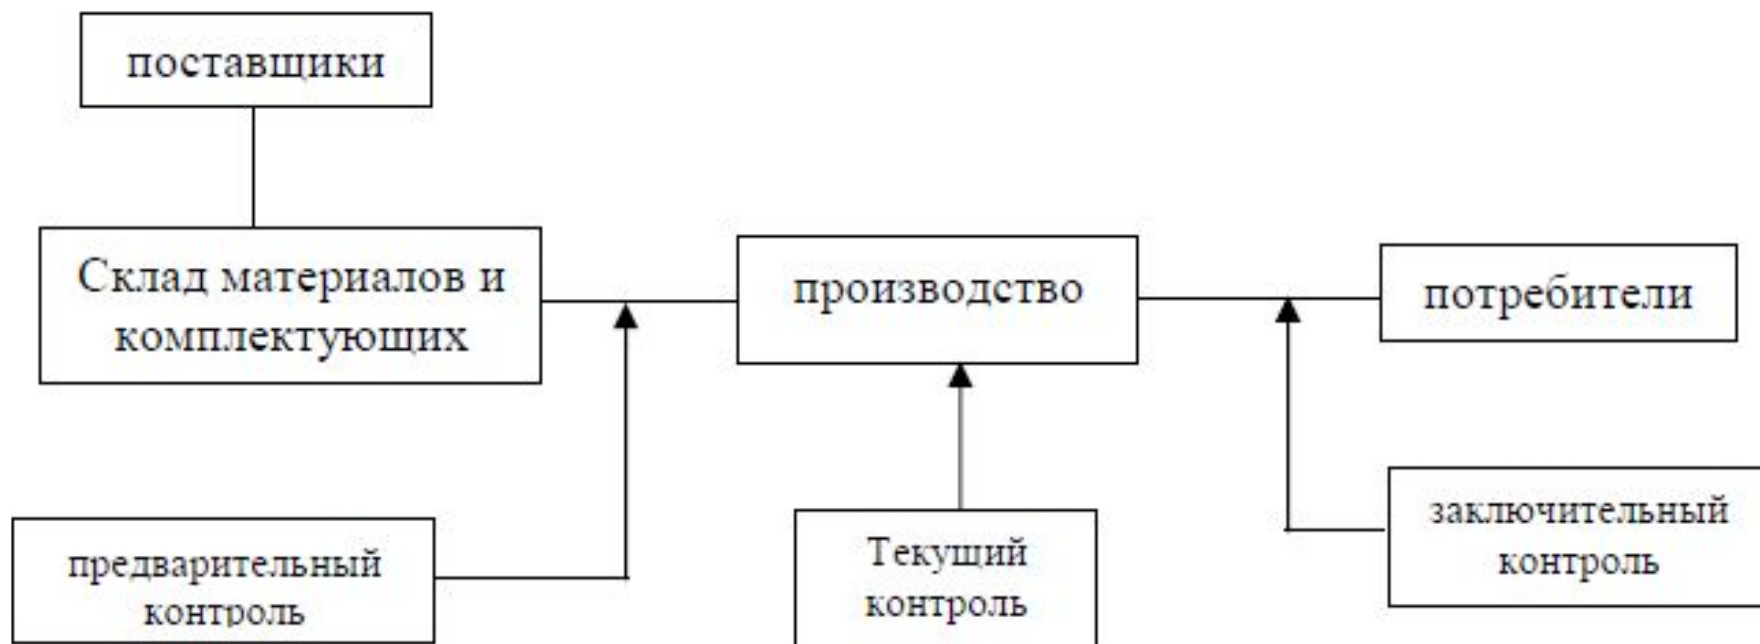 поставщики
Склад материалов и
комплектующих
производство
потребители
предварительный
контроль
Текущий
контроль
заключительный
контроль